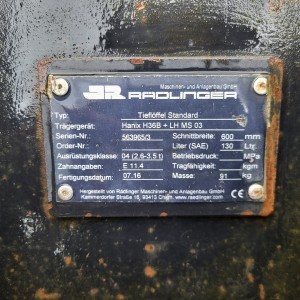 Maschinen- und Anlagenbau GmbH
RÄDLINGER
Typ: Tieflöffel Standard
Trägergerät: Hanix H36B + LH MS 03
Serien-Nr.: 563965/3 Schnittbreite: 600 mm
Order-Nr.: Liter (SAE) 130 Ltr.
Ausrüstungsklasse: 04 (2.6-3.5 t) Betriebsdruck: MPa
Zahnangaben: E 11.4 Tragfähigkeit: kgm
Fertigungsdatum: 07.16 Masse: 91 kg
Hergestellt von Rädlinger Maschinen- und Anlagenbau GmbH
Kammerdorfer Straße 16, 93413 Cham,
www.raedlinger.com